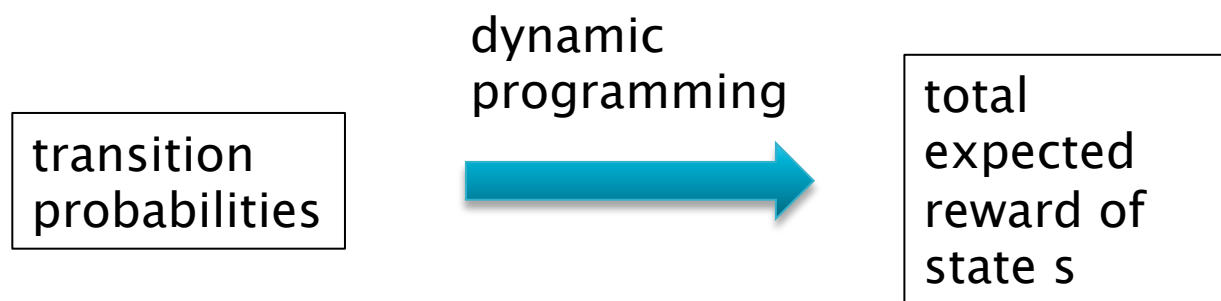 transition
probabilities
dynamic
programming
total
expected
reward of
state s